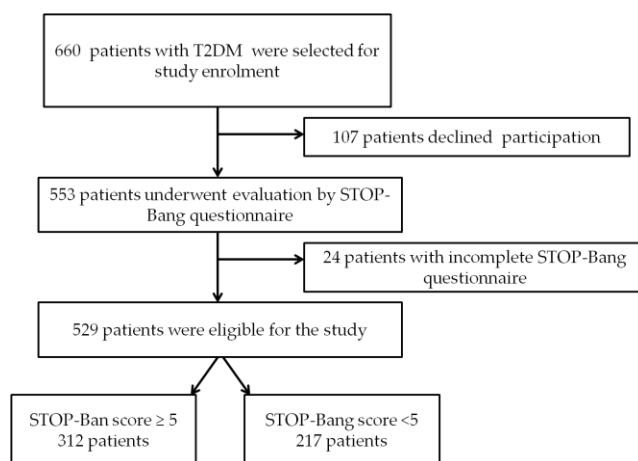 660 patients with T2DM were selected for
study enrolment
107 patients declined participation
553 patients underwent evaluation by STOP-
Bang questionnaire
24 patients with incomplete STOP-Bang
questionnaire
529 patients were eligible for the study
STOP-Ban score ≥ 5
312 patients
STOP-Bang score <5
217 patients